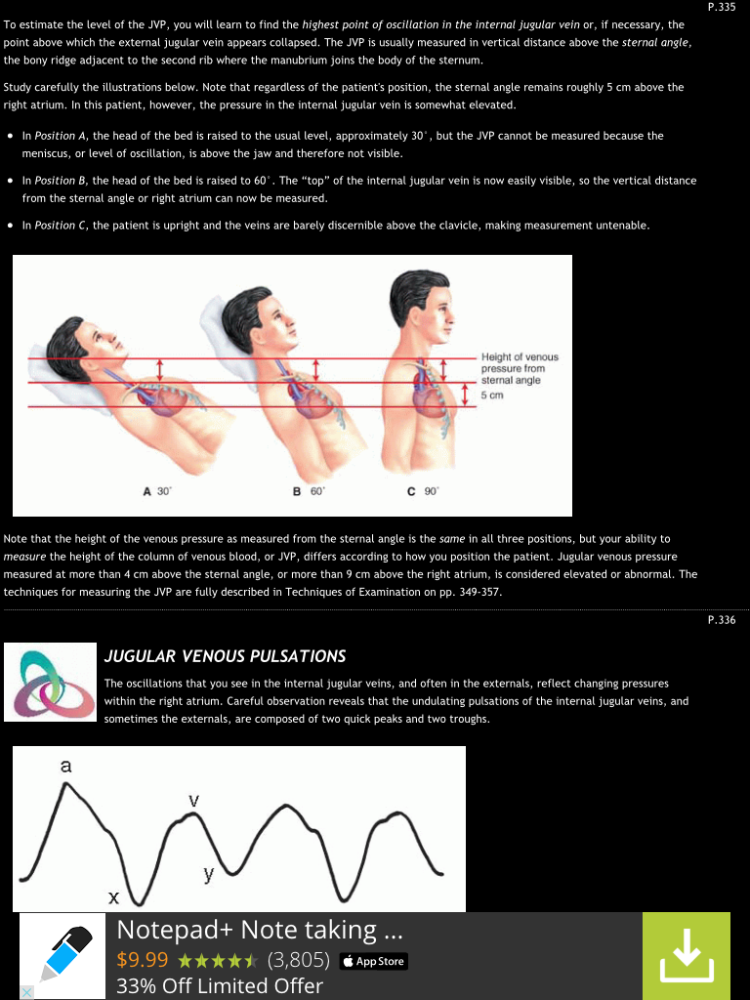 P.335
To estimate the level of the JVP, you will learn to find the highest point of oscillation in the internal jugular vein or, if necessary, the
point above which the external jugular vein appears collapsed. The JVP is usually measured in vertical distance above the sternal angle,
the bony ridge adjacent to the second rib where the manubrium joins the body of the sternum.
Study carefully the illustrations below. Note that regardless of the patient's position, the sternal angle remains roughly 5 cm above the
right atrium. In this patient, however, the pressure in the internal jugular vein is somewhat elevated.
• In Position A, the head of the bed is raised to the usual level, approximately 30°, but the JVP cannot be measured because the
meniscus, or level of oscillation, is above the jaw and therefore not visible.
• In Position B, the head of the bed is raised to 60°. The “top” of the internal jugular vein is now easily visible, so the vertical distance
from the sternal angle or right atrium can now be measured.
• In Position C, the patient is upright and the veins are barely discernible above the clavicle, making measurement untenable.
Height of venous
pressure from
sternal angle
5 cm
A 30°
B 60°
C 90°
Note that the height of the venous pressure as measured from the sternal angle is the same in all three positions, but your ability to
measure the height of the column of venous blood, or JVP, differs according to how you position the patient. Jugular venous pressure
measured at more than 4 cm above the sternal angle, or more than 9 cm above the right atrium, is considered elevated or abnormal. The
techniques for measuring the JVP are fully described in Techniques of Examination on pp. 349-357.
P.336
JUGULAR VENOUS PULSATIONS
The oscillations that you see in the internal jugular veins, and often in the externals, reflect changing pressures
within the right atrium. Careful observation reveals that the undulating pulsations of the internal jugular veins, and
sometimes the externals, are composed of two quick peaks and two troughs.
a
v
y
x
Notepad+ Note taking ...
$9.99 (3,805) App Store
33% Off Limited Offer